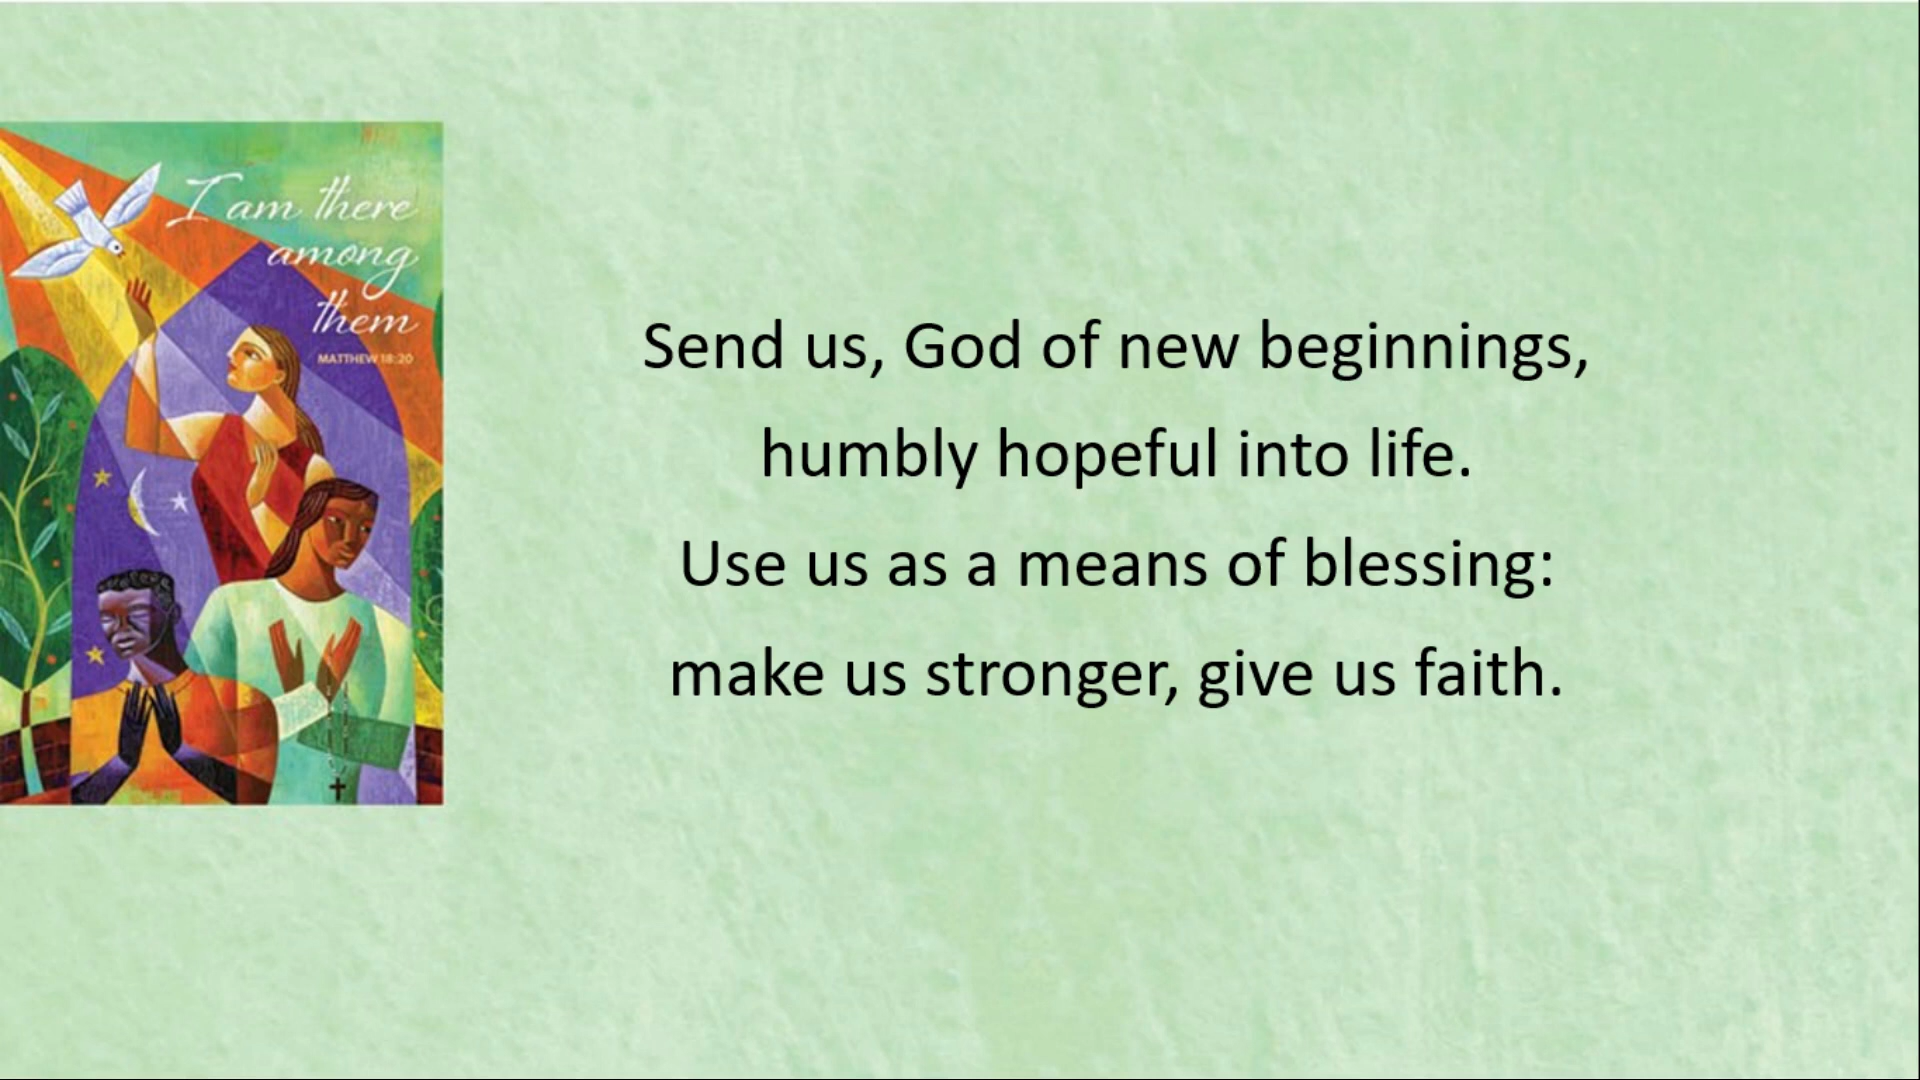 I am there
among
them
MATTHEW 18:20
Send us, God of new beginnings,
humbly hopeful into life.
Use us as a means of blessing:
make us stronger, give us faith.